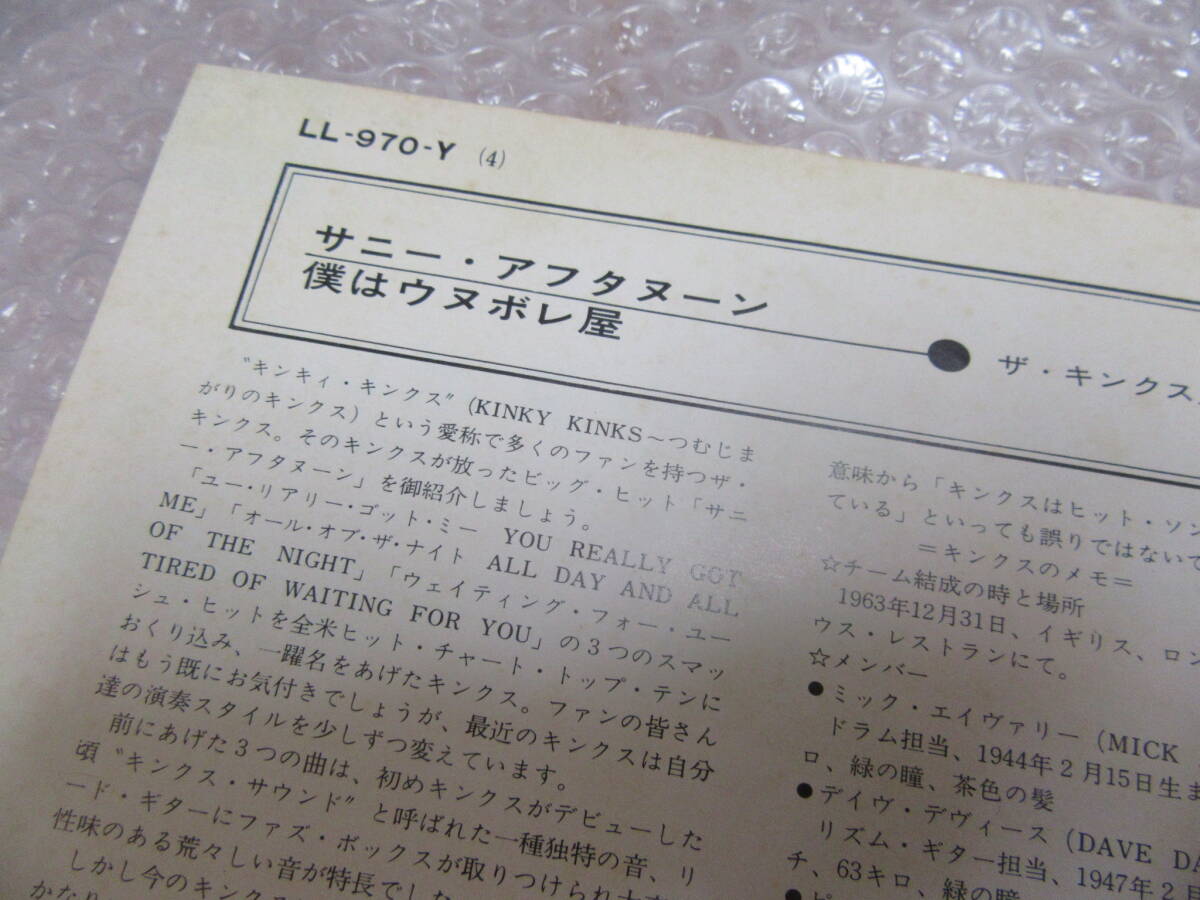 LL-970-Y (4)
サニー・アフタヌーン
僕はウヌボレ屋
ザ・キンクス
〝キンキィ・キンクス〟(KINKY KINKS〜つむじま
がりのキンクス) という愛称で多くのファンを持つザ・
キンクス。そのキンクスが放ったビッグ・ヒット「サニ
ー・アフタヌーン」を御紹介しましょう。
「ユー・リアリー・ゴット・ミー YOU REALLY GOT
ME」「オール・オブ・ザ・ナイト ALL DAY AND ALL
OF THE NIGHT」「ウェイティング・フォー・ユー
TIRED OF WAITING FOR YOU」の3つのスマッ
シュ・ヒットを全米ヒット・チャート・トップ・テンに
おくり込み、一躍名をあげたキンクス。ファンの皆さん
はもう既にお気付きでしょうが、最近のキンクスは自分
達の演奏スタイルを少しずつ変えています。
前にあげた3つの曲は、初めキンクスがデビューした
頃〝キンクス・サウンド〟と呼ばれた一種独特の音、リ
ード・ギターにファズ・ボックスが取りつけられ
性味のある荒々しい音が特長でした
しかし今のキンクス
かなり
意味から「キンクスはヒット・ソン
ている」といっても誤りではないで
=キンクスのメモ=
☆チーム結成の時と場所
1963年12月31日、イギリス、ロン
ウス・レストランにて。
☆メンバー
●ミック・エイヴァリー (MICK
ドラム担当、1944年2月15日生ま
ロ、緑の瞳、茶色の髪
●デイヴ・デヴィース (DAVE DA
リズム・ギター担当、1947年2月
チ、63キロ、緑の瞳
●ピ